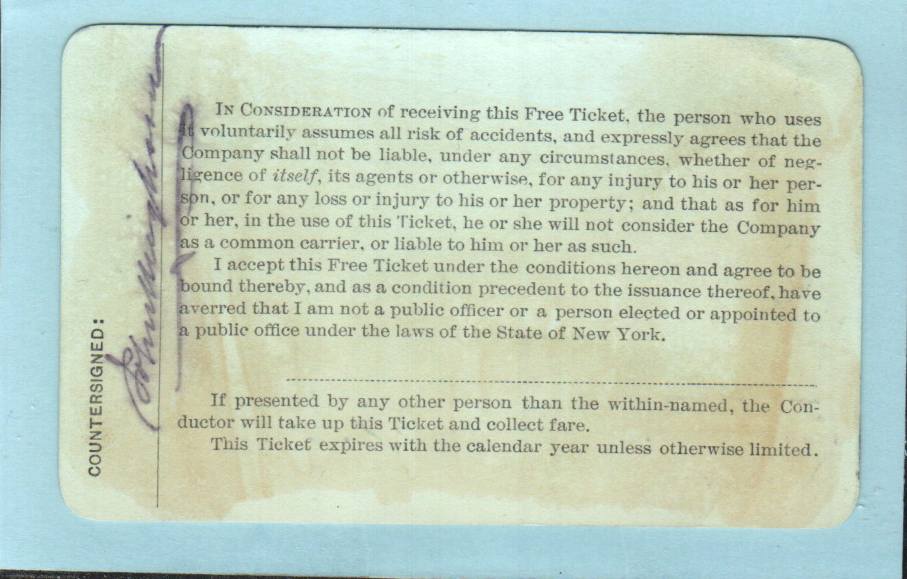 IN CONSIDERATION of receiving this Free Ticket, the person who uses
it voluntarily assumes all risk of accidents, and expressly agrees that the
Company shall not be liable, under any circumstances, whether of neg-
ligence of itself, its agents or otherwise, for any injury to his or her per-
son, or for any loss or injury to his or her property; and that as for him
or her, in the use of this Ticket, he or she will not consider the Company
as a common carrier, or liable to him or her as such.
I accept this Free Ticket under the conditions hereon and agree to be
bound thereby, and as a condition precedent to the issuance thereof, have
averred that I am not a public officer or a person elected or appointed to
a public office under the laws of the State of New York.
If presented by any other person than the within-named, the Con-
ductor will take up this Ticket and collect fare.
This Ticket expires with the calendar year unless otherwise limited.
COUNTERSIGNED: